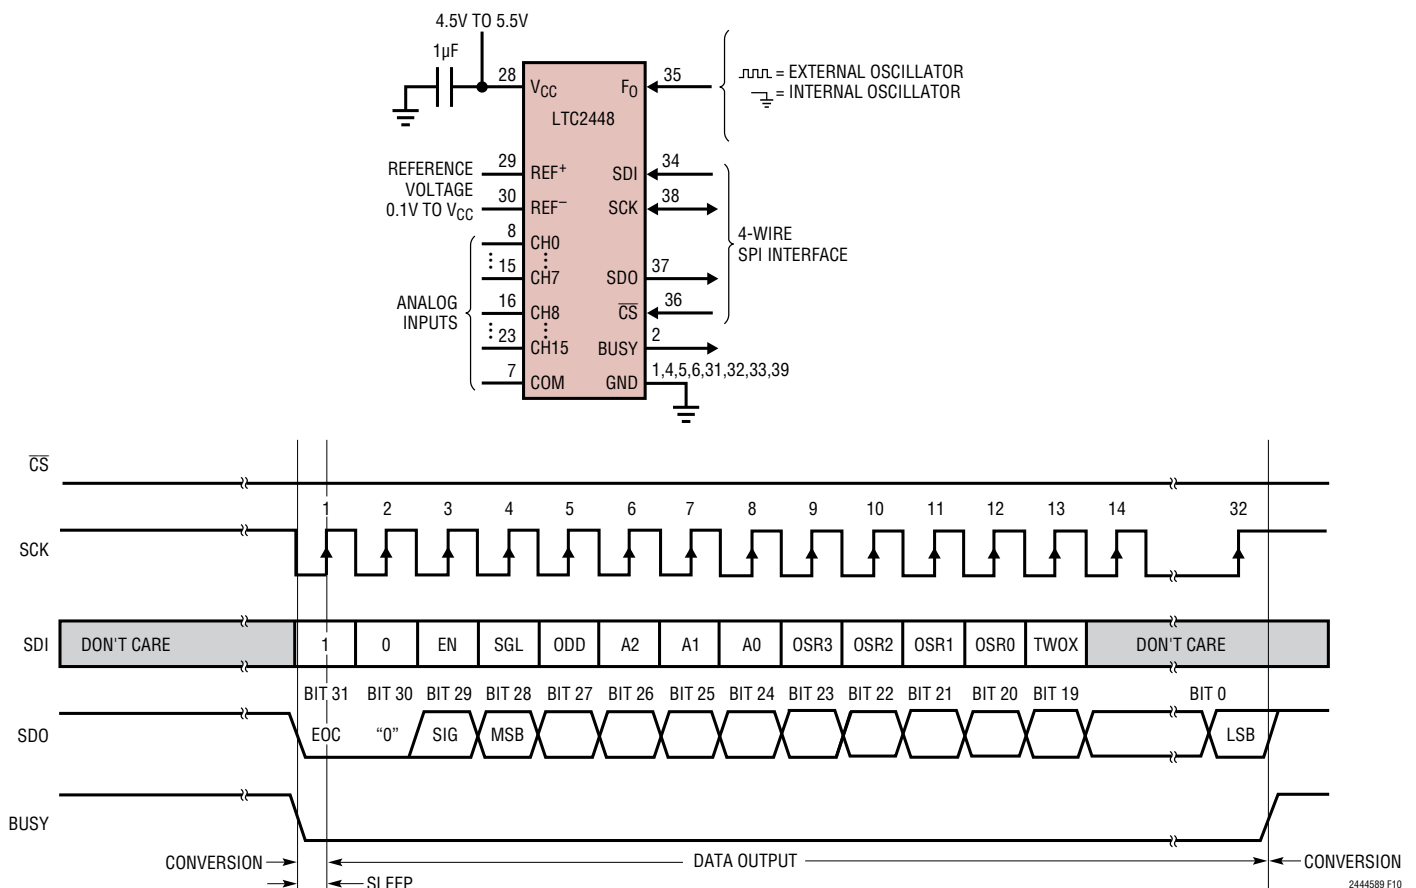 4.5V TO 5.5V
1µF
28
VCC
FO
35
= EXTERNAL OSCILLATOR
= INTERNAL OSCILLATOR
LTC2448
REFERENCE
VOLTAGE
0.1V TO VCC
29
REF+
SDI
34
30
REF–
SCK
38
4-WIRE
SPI INTERFACE
ANALOG
INPUTS
8
CH0
15
CH7
SDO
37
16
CH8
CS
36
23
CH15
BUSY
2
7
COM
GND
1,4,5,6,31,32,33,39
CS
1 2 3 4 5 6 7 8 9 10 11 12 13 14 32
SCK
SDI DON'T CARE 1 0 EN SGL ODD A2 A1 A0 OSR3 OSR2 OSR1 OSR0 TWOX DON'T CARE
BIT 31 BIT 30 BIT 29 BIT 28 BIT 27 BIT 26 BIT 25 BIT 24 BIT 23 BIT 22 BIT 21 BIT 20 BIT 19 BIT 0
SDO EOC “0” SIG MSB LSB
BUSY
CONVERSION DATA OUTPUT CONVERSION
SLEEP
2444589 F10